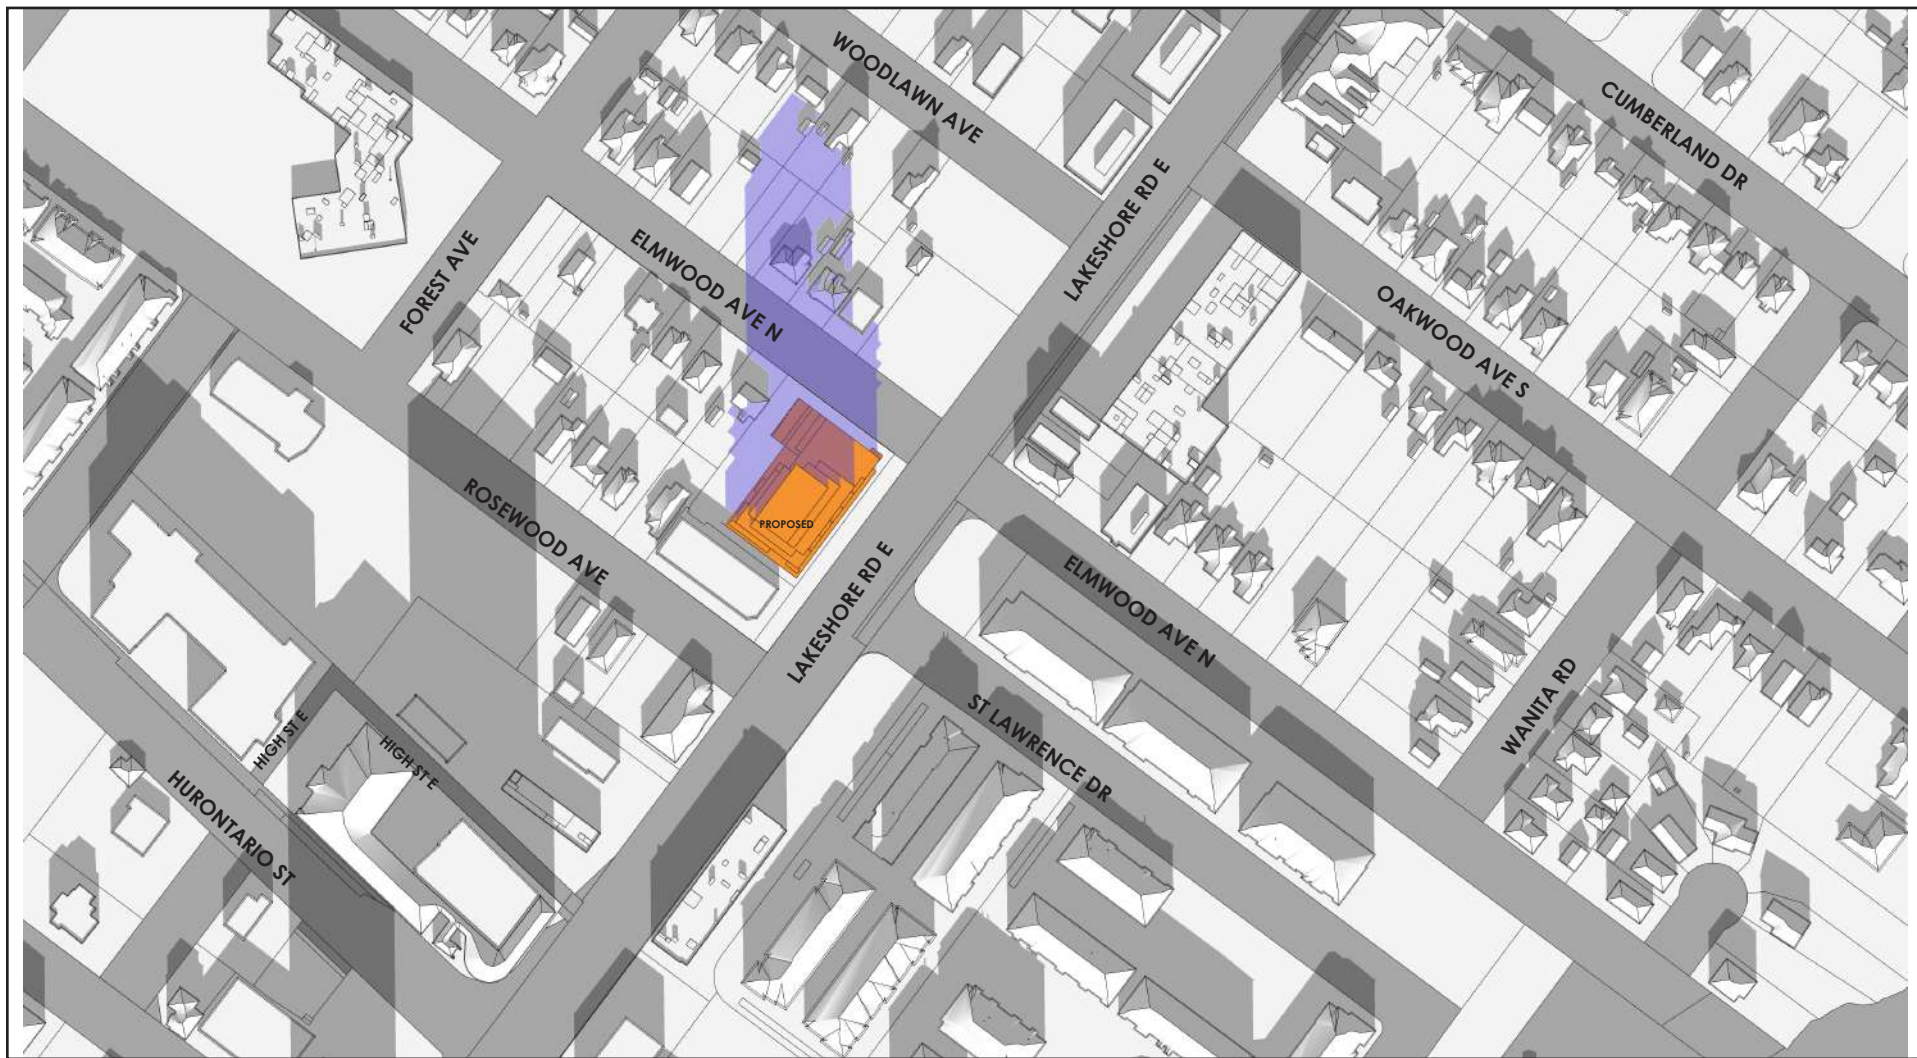 WOODLAWN AVE
CUMBERLAND DR
LAKESHORE RD E
FOREST AVE
ELMWOOD AVE N
OAKWOOD AVE S
PROPOSED
ROSEWOOD AVE
LAKESHORE RD E
ELMWOOD AVE N
ST LAWRENCE DR
WANITA RD
HIGH ST E
HIGH ST E
HURONTARIO ST